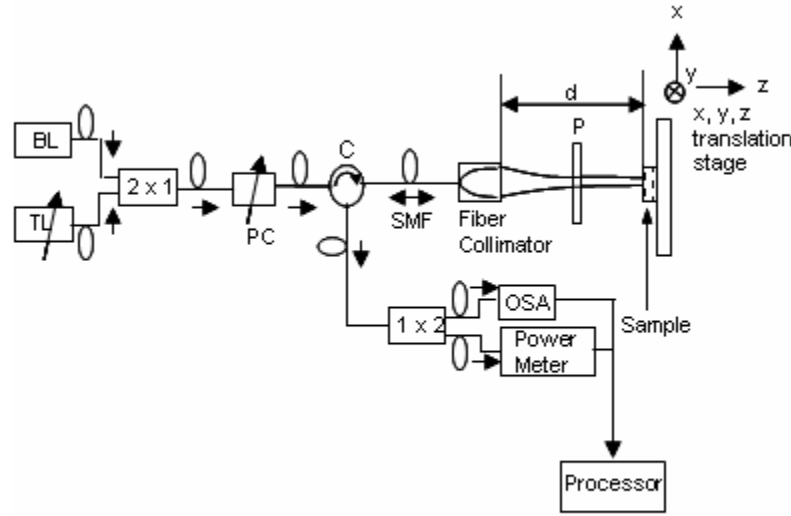 x
y
z
x, y, z
translation
stage
d
P
BL
TL
2 x 1
PC
C
SMF
Fiber
Collimator
Sample
1 x 2
OSA
Power
Meter
Processor